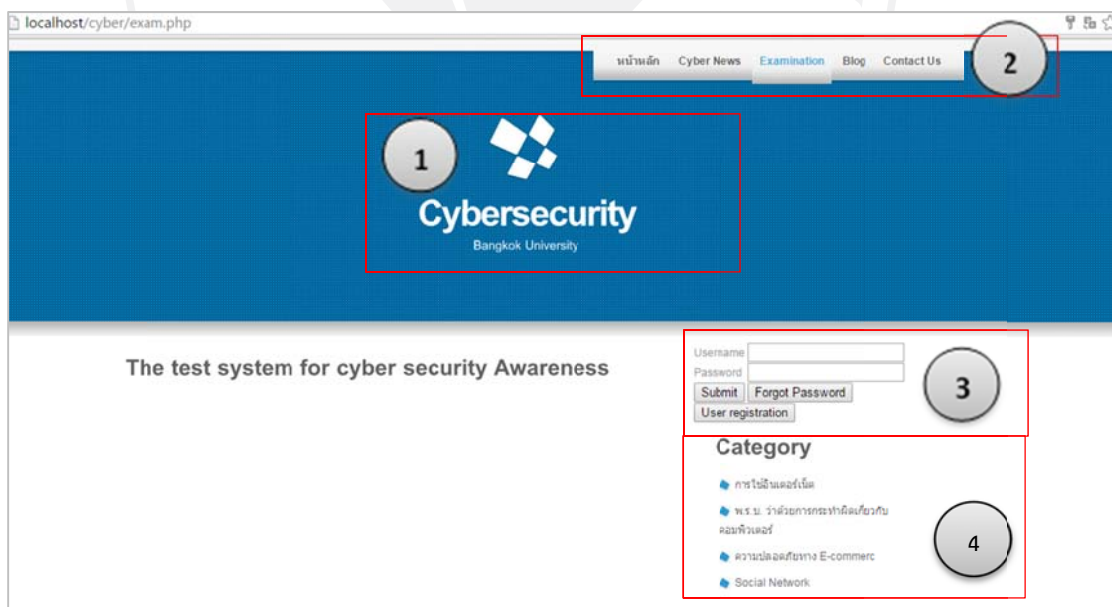 localhost/cyber/exam.php
หน้าหลัก Cyber News Examination Blog Contact Us
2
1
Cybersecurity
Bangkok University
The test system for cyber security Awareness
Username
Password
Submit Forgot Password
User registration
3
Category
การใช้อินเตอร์เน็ต
พ.ร.บ. ว่าด้วยการกระทำผิดเกี่ยวกับ
คอมพิวเตอร์
ความปลอดภัยทาง E-commerc
Social Network
4